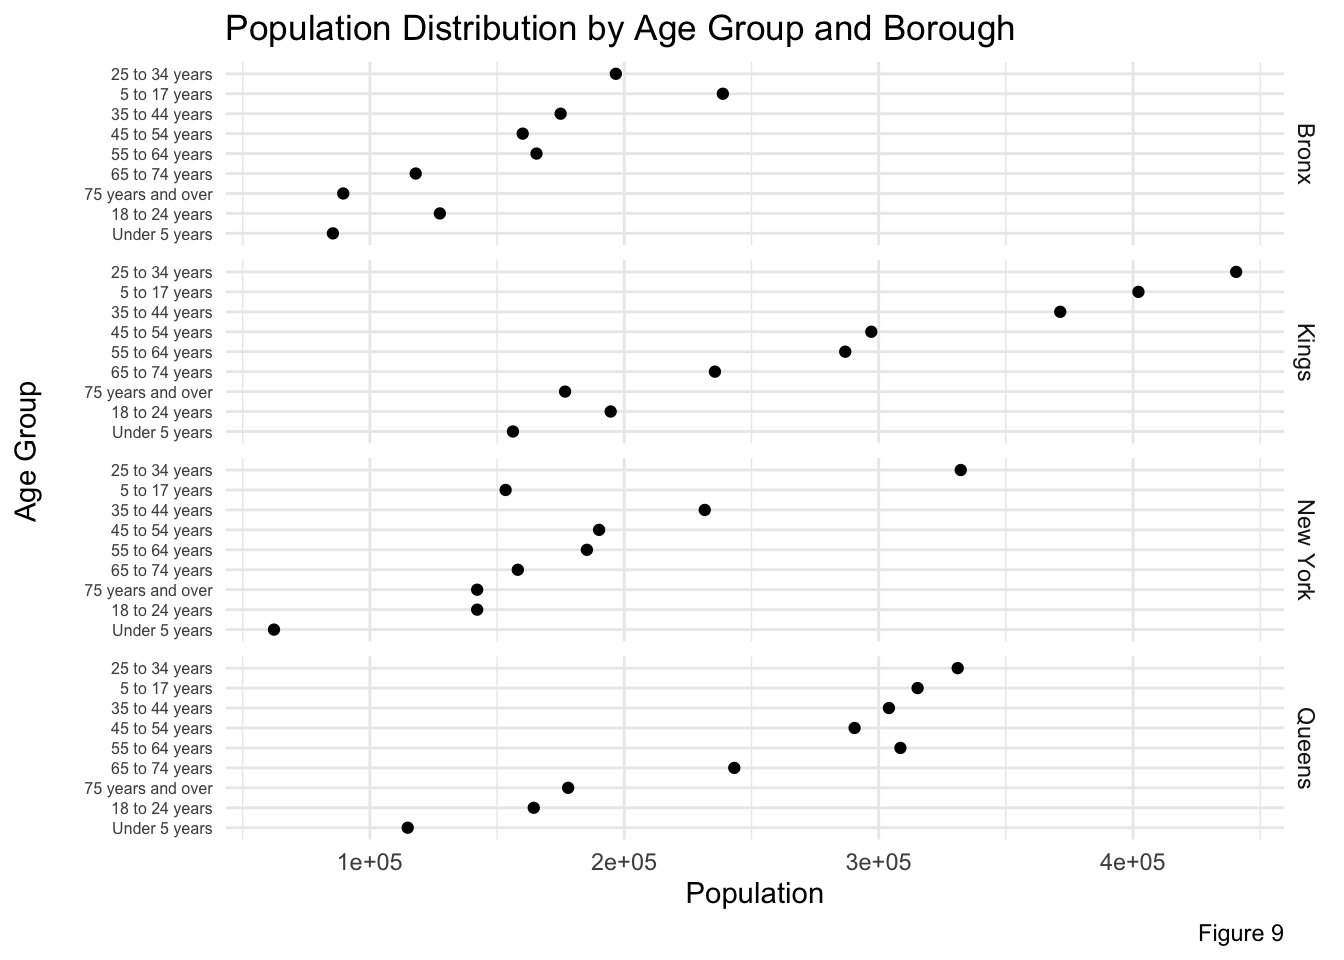 Population Distribution by Age Group and Borough
Age Group
25 to 34 years
5 to 17 years
35 to 44 years
45 to 54 years
55 to 64 years
65 to 74 years
75 years and over
18 to 24 years
Under 5 years
Bronx
25 to 34 years
5 to 17 years
35 to 44 years
45 to 54 years
55 to 64 years
65 to 74 years
75 years and over
18 to 24 years
Under 5 years
Kings
25 to 34 years
5 to 17 years
35 to 44 years
45 to 54 years
55 to 64 years
65 to 74 years
75 years and over
18 to 24 years
Under 5 years
New York
25 to 34 years
5 to 17 years
35 to 44 years
45 to 54 years
55 to 64 years
65 to 74 years
75 years and over
18 to 24 years
Under 5 years
Queens
1e+05 2e+05 3e+05 4e+05
Population
Figure 9